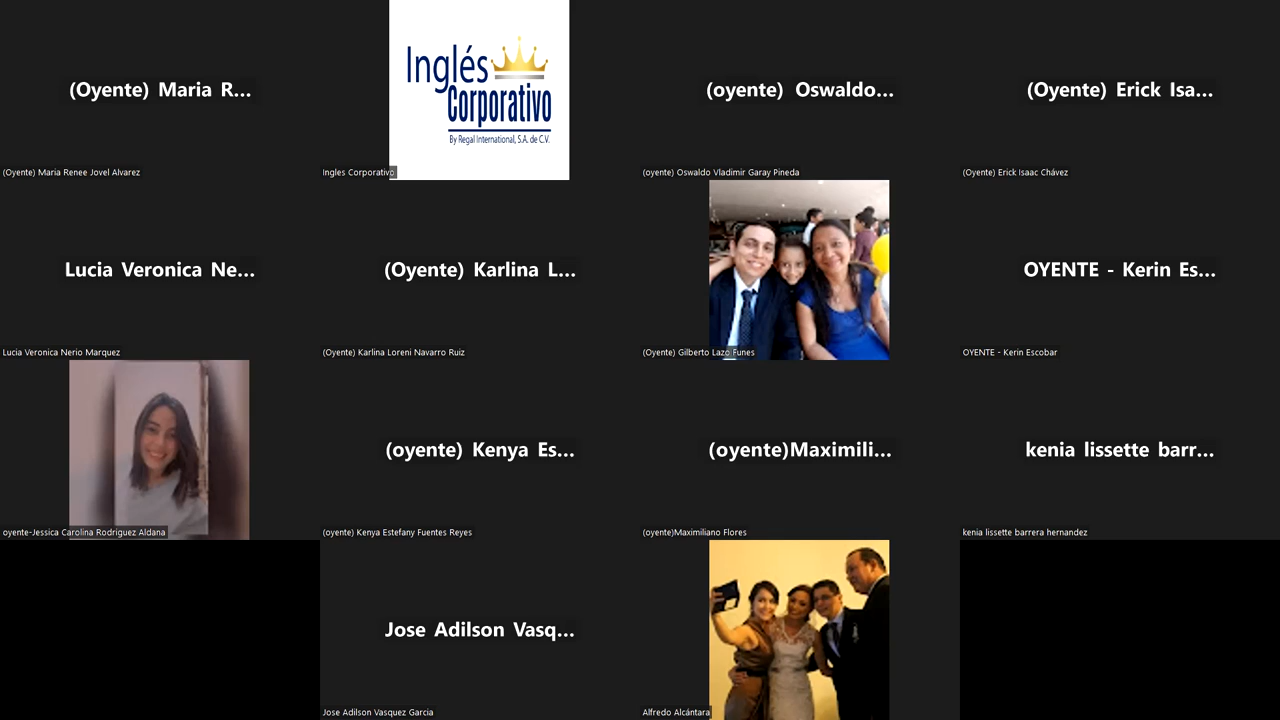 (Oyente) Maria R...
(Oyente) Maria Renee Jovel Alvarez
Inglés
Corporativo
By Regal International, S.A. de C.V.
Ingles Corporativo
(oyente) Oswaldo...
(oyente) Oswaldo Vladimir Garay Pineda
(Oyente) Erick Isa...
(Oyente) Erick Isaac Chávez
Lucia Veronica Ne...
Lucia Veronica Nerio Marquez
(Oyente) Karlina L...
(Oyente) Karlina Loreni Navarro Ruiz
(Oyente) Gilberto Lazo Funes
OYENTE - Kerin Es...
OYENTE - Kerin Escobar
oyente-Jessica Carolina Rodriguez Aldana
(oyente) Kenya Es...
(oyente) Kenya Estefany Fuentes Reyes
(oyente)Maximili...
(oyente)Maximiliano Flores
kenia lissette barr...
kenia lissette barrera hernandez
Jose Adilson Vasq...
Jose Adilson Vasquez Garcia
Alfredo Alcántara